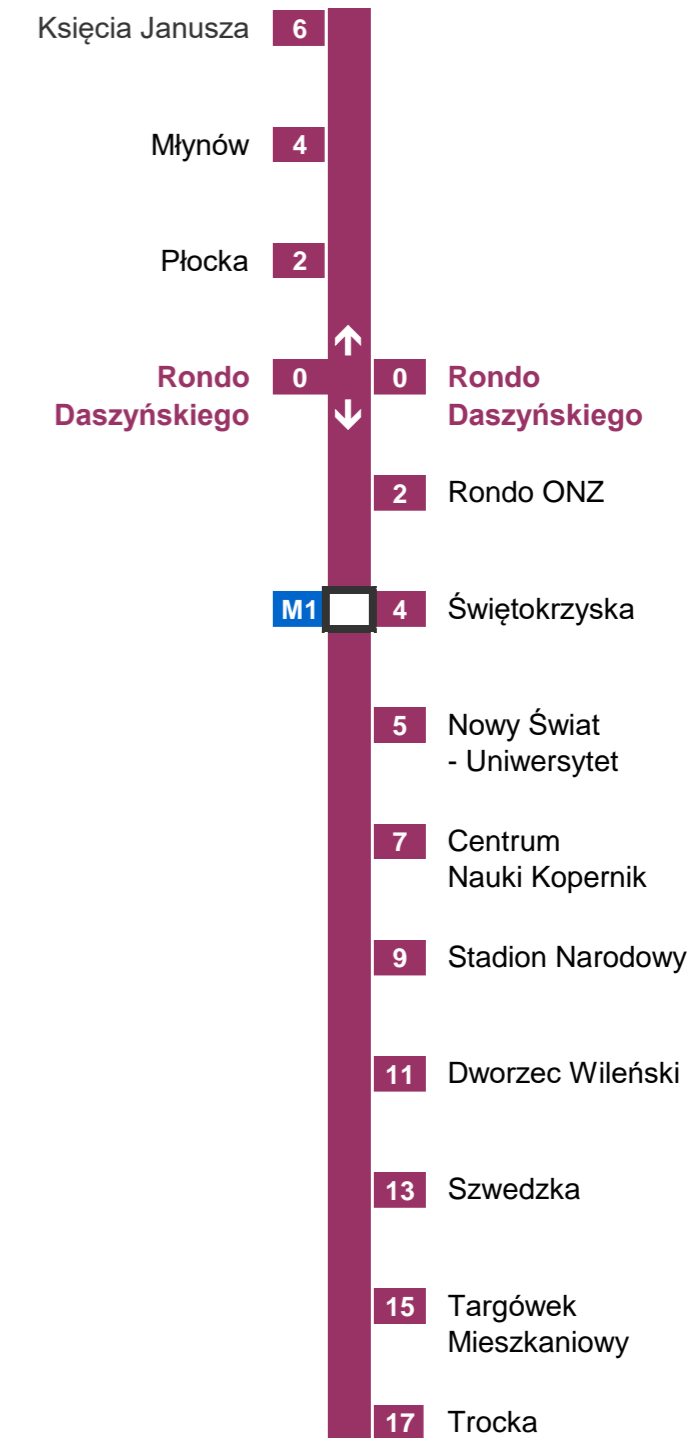 Księcia Janusza 6
Młynów 4
Płocka 2
Rondo 0 0 Rondo
Daszyńskiego Daszyńskiego
2 Rondo ONZ
M1 4 Świętokrzyska
5 Nowy Świat
- Uniwersytet
7 Centrum
Nauki Kopernik
9 Stadion Narodowy
11 Dworzec Wileński
13 Szwedzka
15 Targówek
Mieszkaniowy
17 Trocka